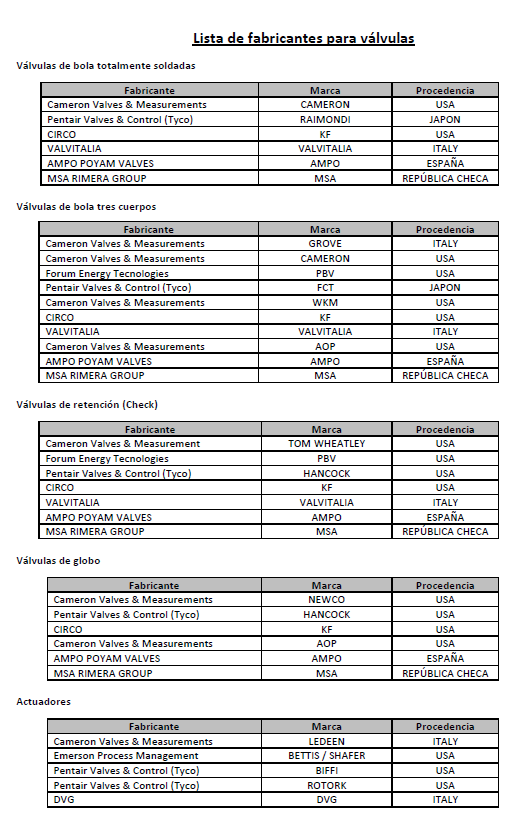 Lista de fabricantes para válvulas
Válvulas de bola totalmente soldadas
Fabricante Marca Procedencia
Cameron Valves & Measurements CAMERON USA
Pentair Valves & Control (Tyco) RAIMONDI JAPON
CIRCO KF USA
VALVITALIA VALVITALIA ITALY
AMPO POYAM VALVES AMPO ESPAÑA
MSA RIMERA GROUP MSA REPÚBLICA CHECA
Válvulas de bola tres cuerpos
Fabricante Marca Procedencia
Cameron Valves & Measurements GROVE ITALY
Cameron Valves & Measurements CAMERON USA
Forum Energy Tecnologies PBV USA
Pentair Valves & Control (Tyco) FCT JAPON
Cameron Valves & Measurements WKM USA
CIRCO KF USA
VALVITALIA VALVITALIA ITALY
Cameron Valves & Measurements AOP USA
AMPO POYAM VALVES AMPO ESPAÑA
MSA RIMERA GROUP MSA REPÚBLICA CHECA
Válvulas de retención (Check)
Fabricante Marca Procedencia
Cameron Valves & Measurement TOM WHEATLEY USA
Forum Energy Tecnologies PBV USA
Pentair Valves & Control (Tyco) HANCOCK USA
CIRCO KF USA
VALVITALIA VALVITALIA ITALY
AMPO POYAM VALVES AMPO ESPAÑA
MSA RIMERA GROUP MSA REPÚBLICA CHECA
Válvulas de globo
Fabricante Marca Procedencia
Cameron Valves & Measurements NEWCO USA
Pentair Valves & Control (Tyco) HANCOCK USA
CIRCO KF USA
Cameron Valves & Measurements AOP USA
AMPO POYAM VALVES AMPO ESPAÑA
MSA RIMERA GROUP MSA REPÚBLICA CHECA
Actuadores
Fabricante Marca Procedencia
Cameron Valves & Measurements LEDEEN ITALY
Emerson Process Management BETTIS / SHAFER USA
Pentair Valves & Control (Tyco) BIFFI USA
Pentair Valves & Control (Tyco) ROTORK USA
DVG DVG ITALY